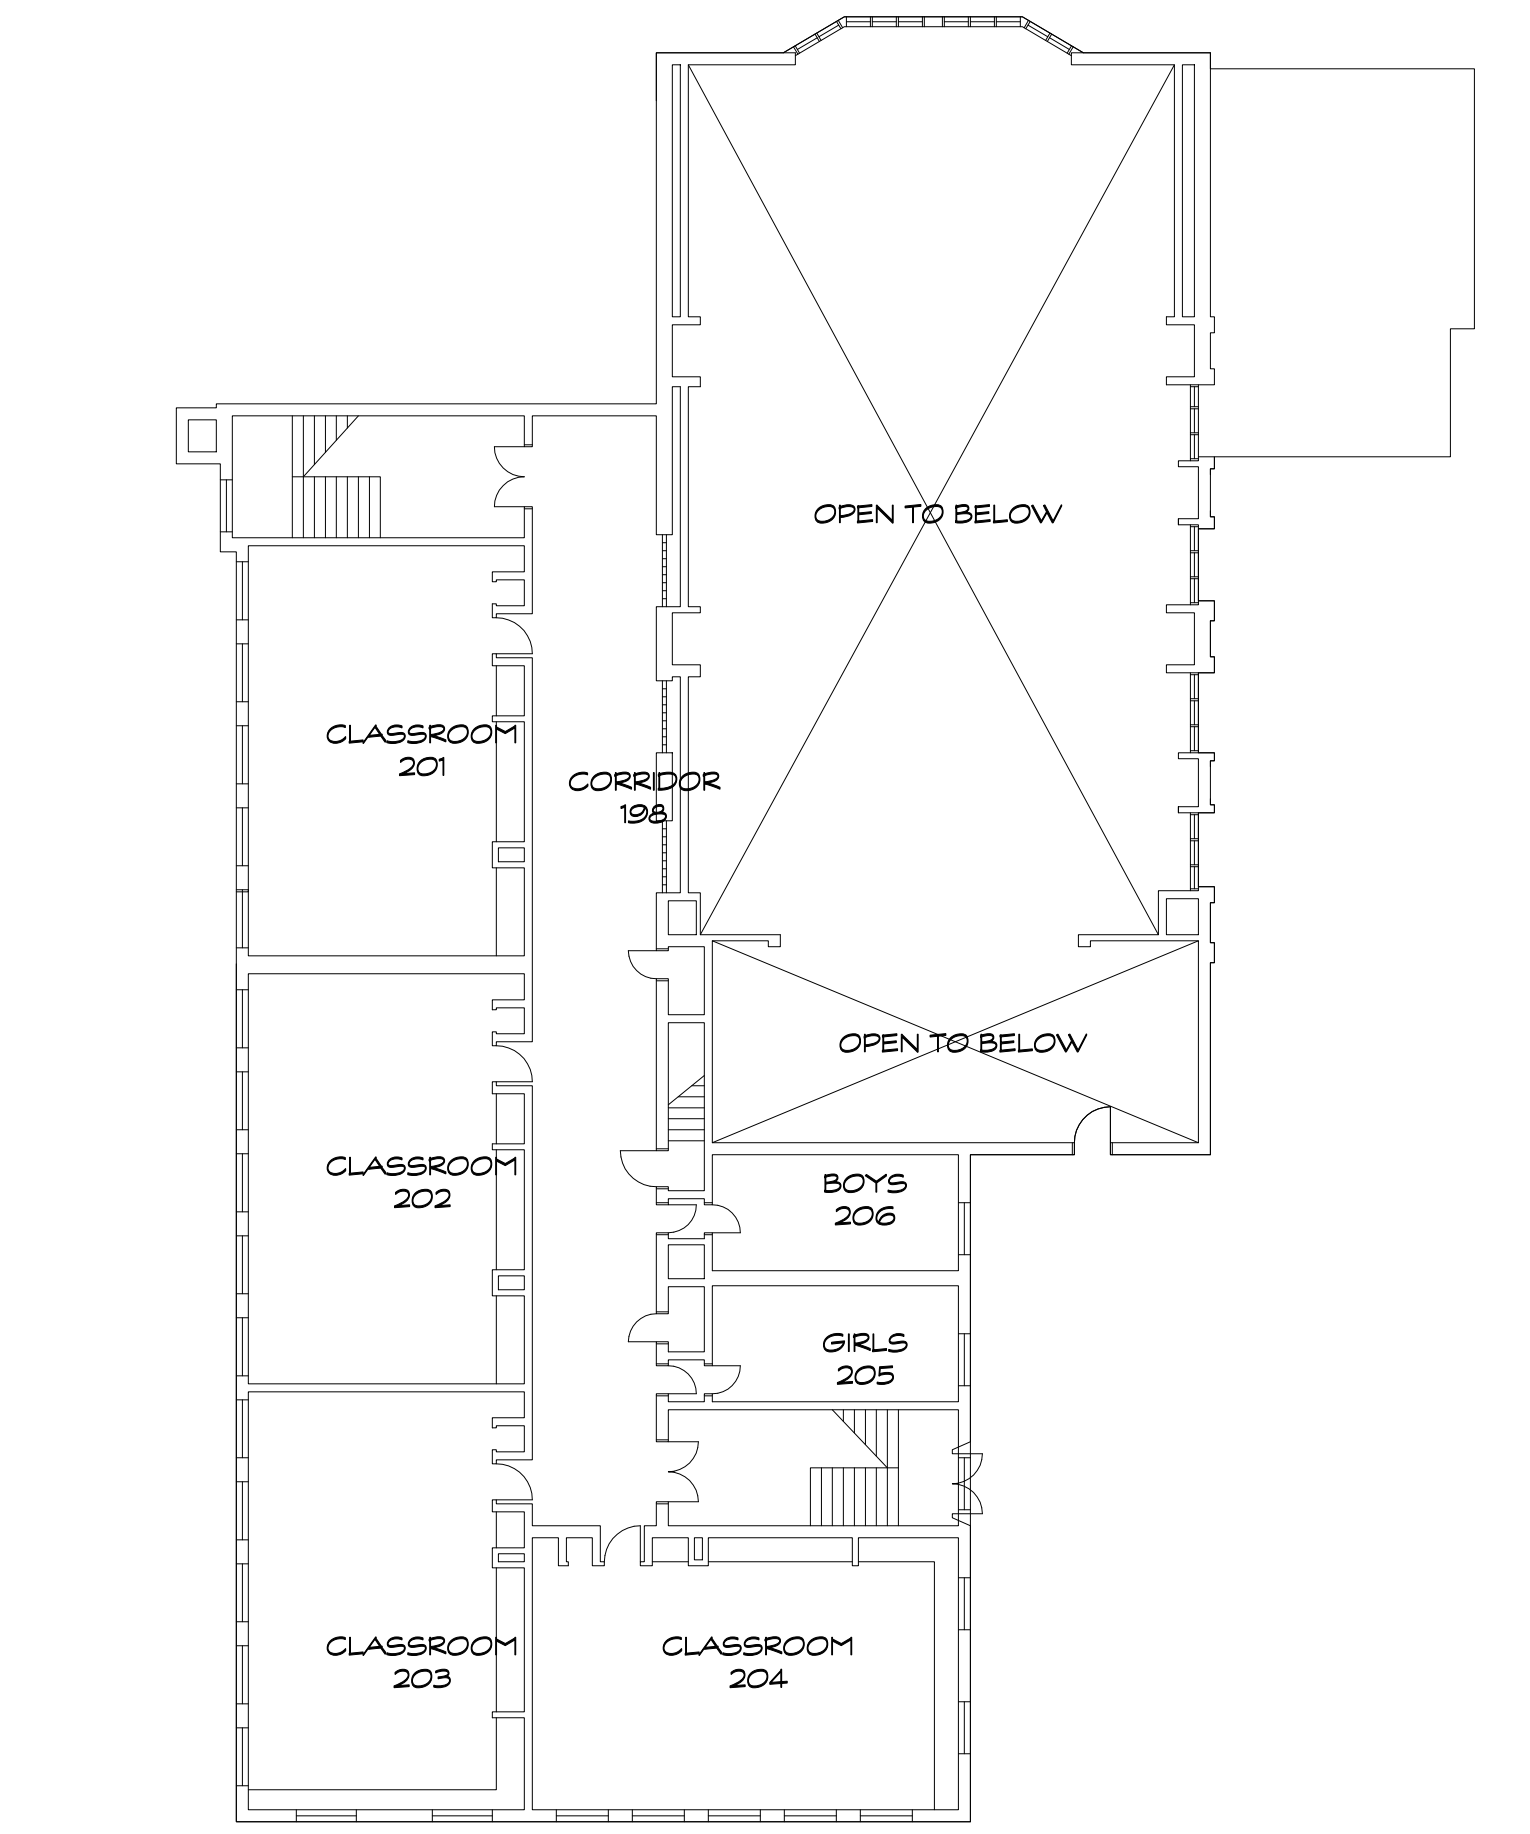 OPEN TO BELOW
CLASSROOM
201
CORRIDOR
198
OPEN TO BELOW
CLASSROOM
202
BOYS
206
GIRLS
205
CLASSROOM
203
CLASSROOM
204